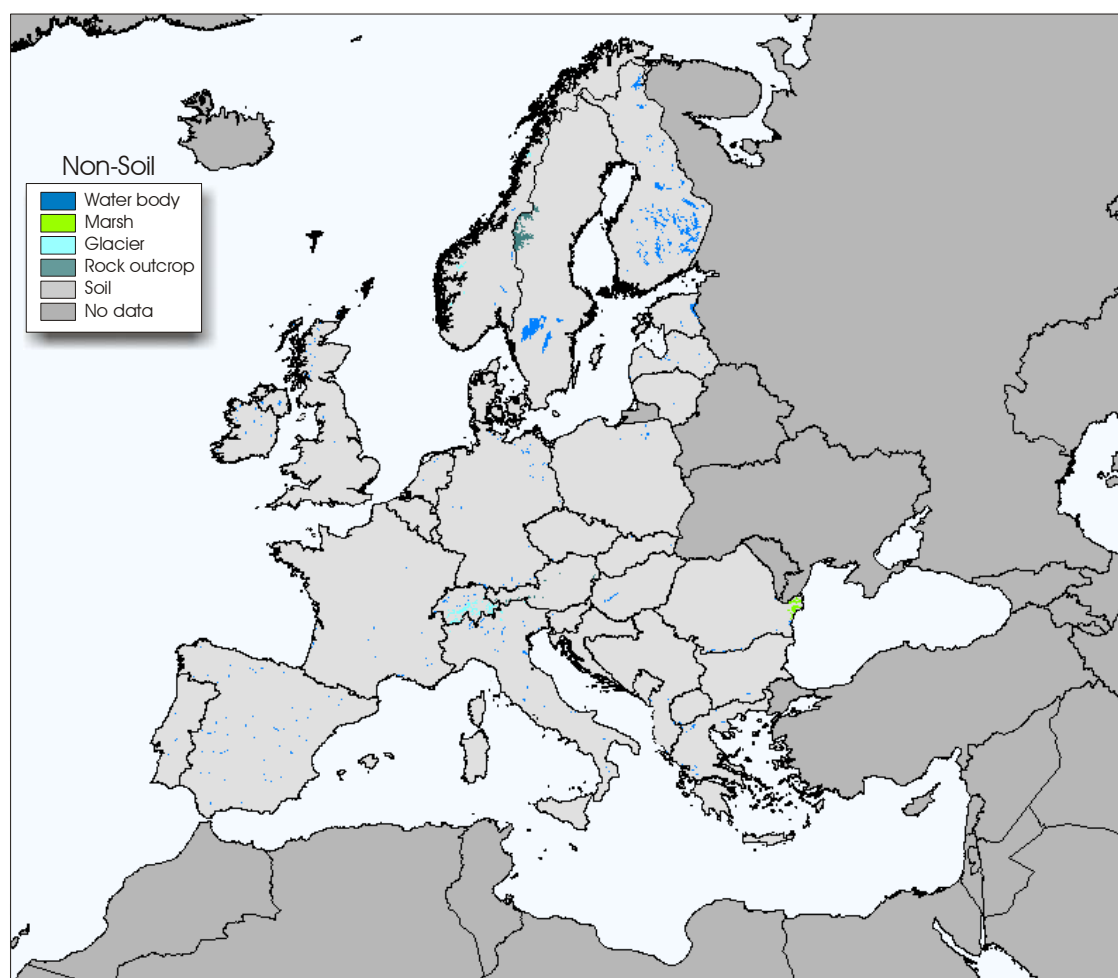 Non-Soil
Water body
Marsh
Glacier
Rock outcrop
Soil
No data